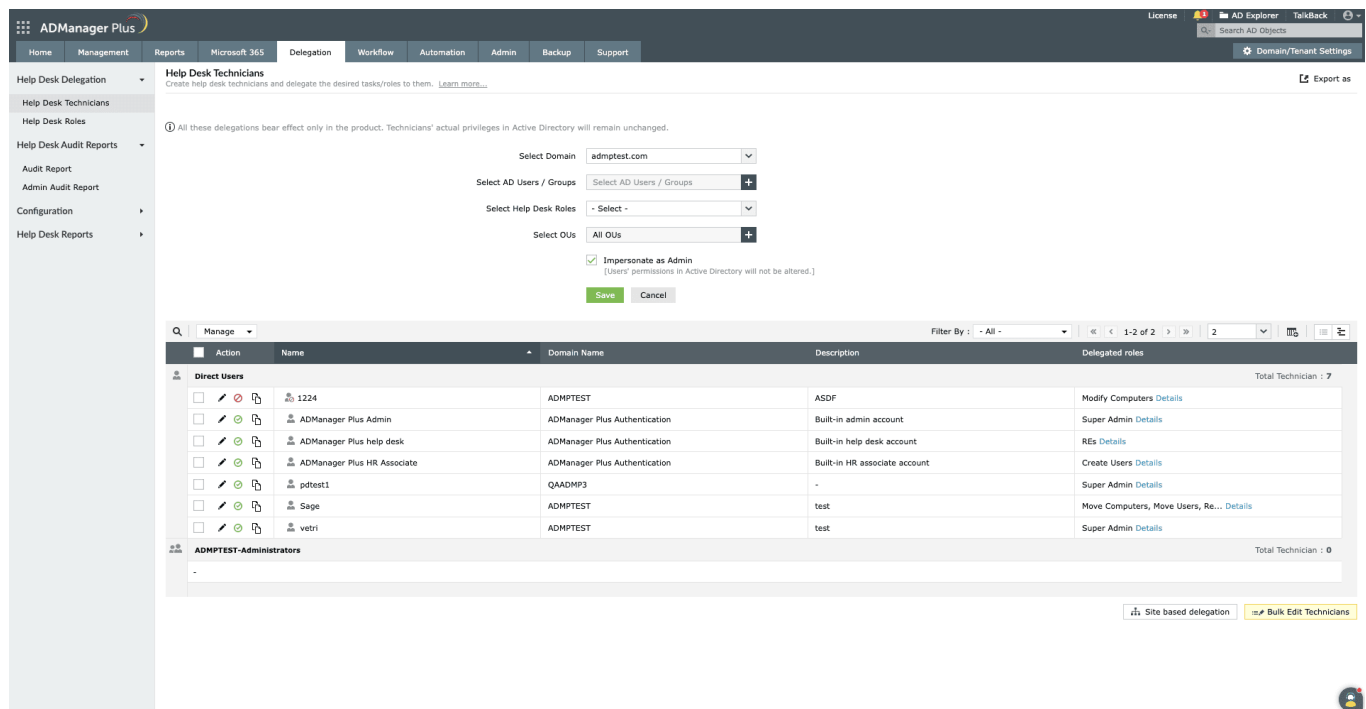 License 1 AD Explorer TalkBack
ADManager Plus
Search AD Objects
Home Management Reports Microsoft 365 Delegation Workflow Automation Admin Backup Support Domain/Tenant Settings
Help Desk Delegation
Help Desk Technicians
Help Desk Roles
Help Desk Audit Reports
Audit Report
Admin Audit Report
Configuration
Help Desk Reports
Help Desk Technicians
Create help desk technicians and delegate the desired tasks/roles to them. Learn more...
Export as
All these delegations bear effect only in the product. Technicians' actual privileges in Active Directory will remain unchanged.
Select Domain admptest.com
Select AD Users / Groups Select AD Users / Groups
Select Help Desk Roles - Select -
Select OUs All OUs
Impersonate as Admin
[Users' permissions in Active Directory will not be altered.]
Save Cancel
Manage Filter By : - All - 1-2 of 2 2
Action Name Domain Name Description Delegated roles
Direct Users Total Technician : 7
1224 ADMPTEST ASDF Modify Computers Details
ADManager Plus Admin ADManager Plus Authentication Built-in admin account Super Admin Details
ADManager Plus help desk ADManager Plus Authentication Built-in help desk account REs Details
ADManager Plus HR Associate ADManager Plus Authentication Built-in HR associate account Create Users Details
pdtest1 QAADMP3 - Super Admin Details
Sage ADMPTEST test Move Computers, Move Users, Re... Details
vetri ADMPTEST test Super Admin Details
ADMPTEST-Administrators Total Technician : 0
-
Site based delegation Bulk Edit Technicians